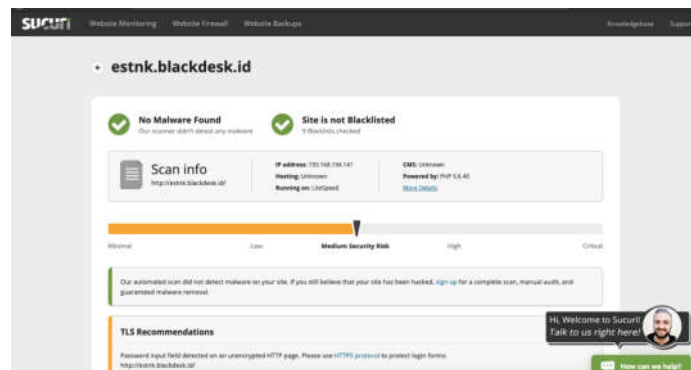 SUCURI Website Monitoring Website Firewall Website Backups Knowledgebase Support
estnk.blackdesk.id
No Malware Found
Our scanner didn't detect any malware
Site is not Blacklisted
9 Blacklists checked
Scan info
http://estnk.blackdesk.id/
IP address:
Hosting: Unknown
Running on: LiteSpeed
CMS: Unknown
Powered by: PHP 5.6.40
More Details
Minimal Low Medium Security Risk High Critical
Our automated scan did not detect malware on your site. If you still believe that your site has been hacked, sign up for a complete scan, manual audit, and
guaranteed malware removal.
TLS Recommendations
Password input field detected on an unencrypted HTTP page. Please use HTTPS protocol to protect login forms
http://estnk.blackdesk.id/
Hi, Welcome to Sucuri!
Talk to us right here!
How can we help?